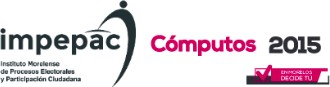 impepac
Instituto Morelense
de Procesos Electorales
y Participación Ciudadana
Cómputos 2015
EN MORELOS
DECIDE TÚ